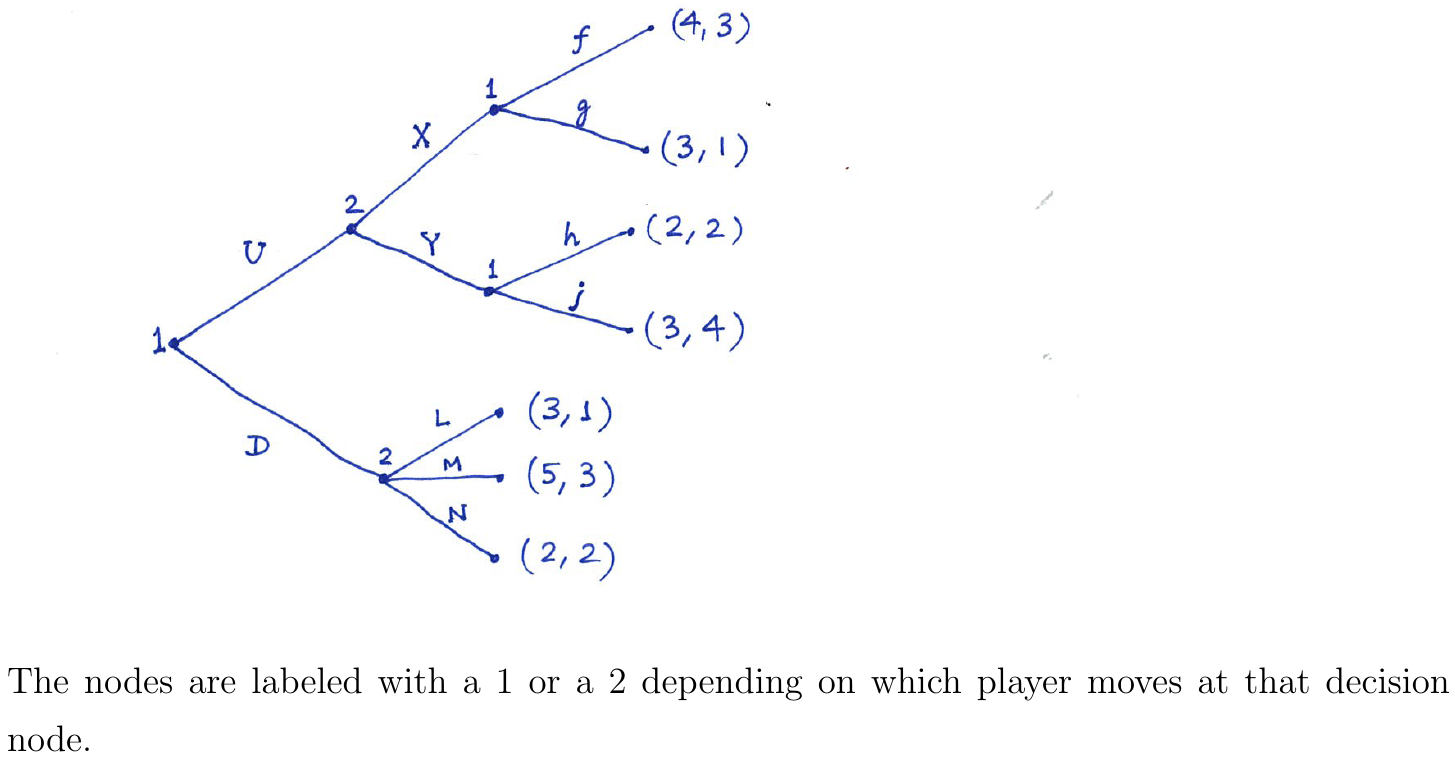 f (4,3)
1
g
X (3,1)
2
h (2,2)
Y
U 1
j
(3,4)
1
L (3,1)
D 2 M (5,3)
N
(2,2)
The nodes are labeled with a 1 or a 2 depending on which player moves at that decision
node.